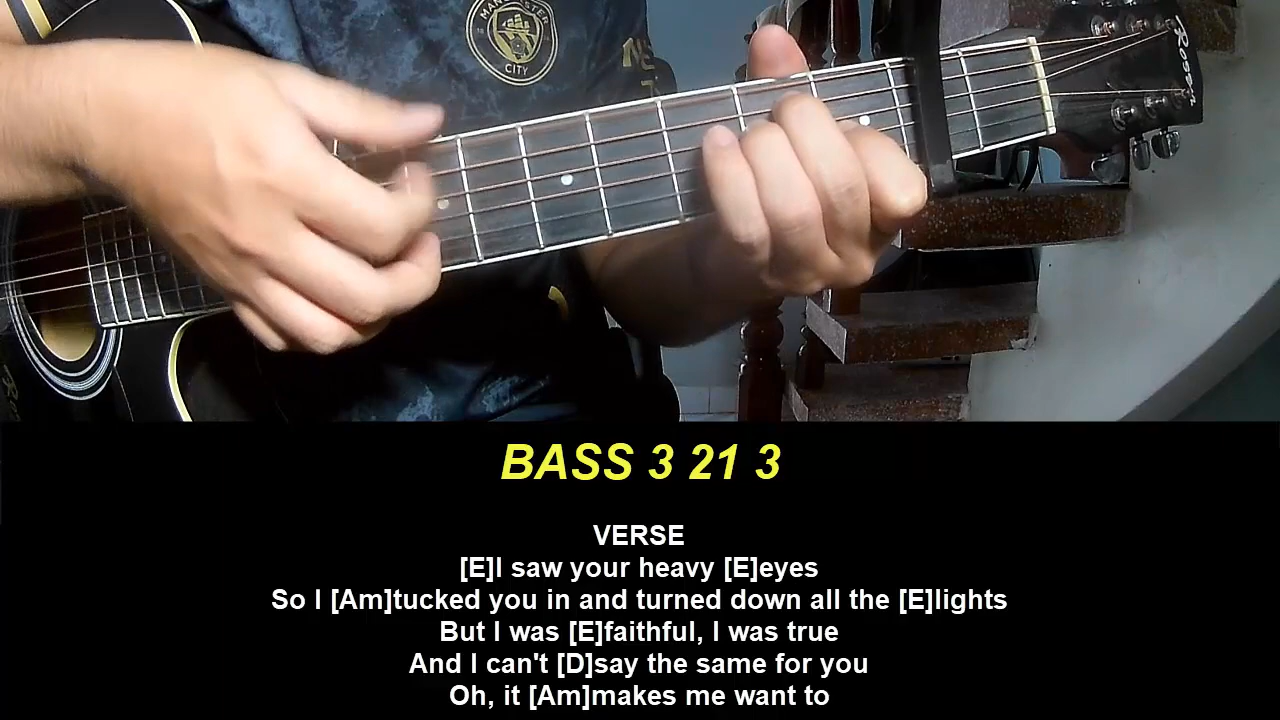 MANCHESTER
CITY
BASS 3 21 3
VERSE
[E]I saw your heavy [E]eyes
So I [Am]tucked you in and turned down all the [E]lights
But I was [E]faithful, I was true
And I can't [D]say the same for you
Oh, it [Am]makes me want to